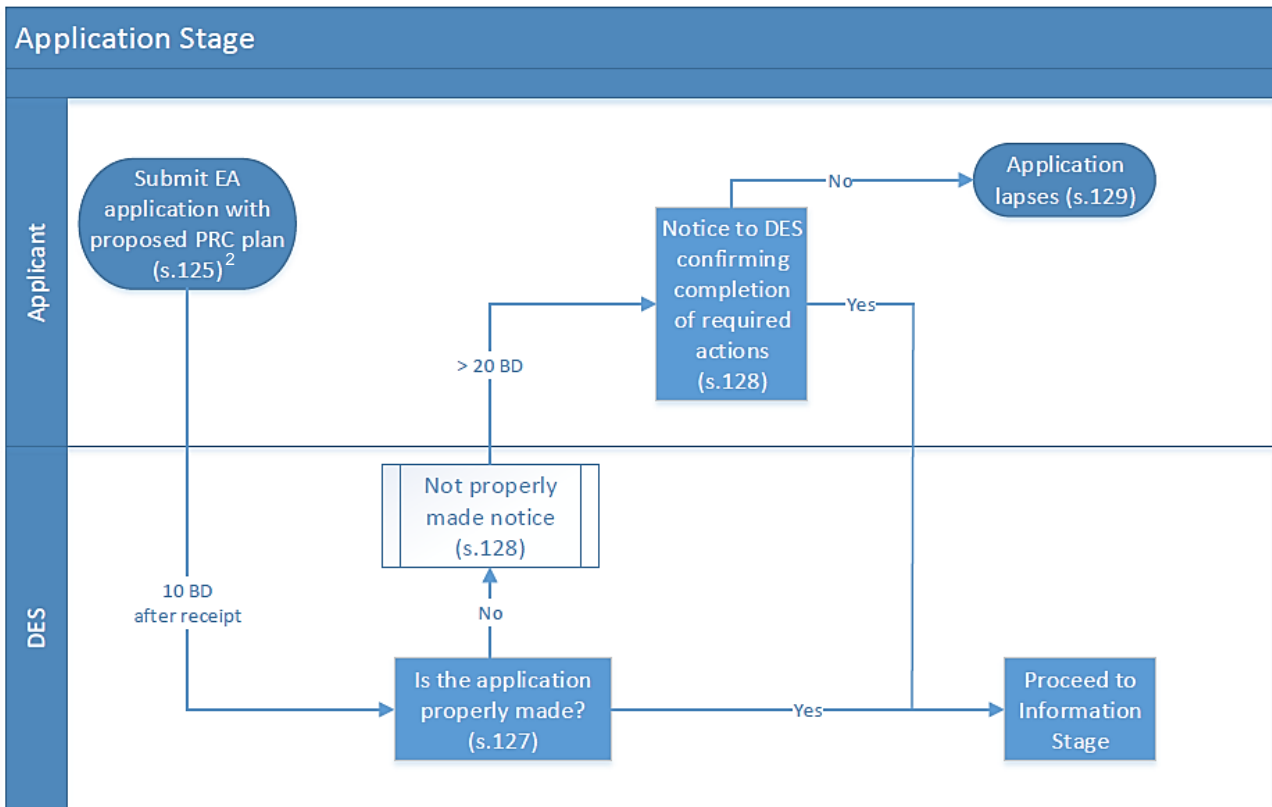 Application Stage
Applicant
Submit EA
application with
proposed PRC plan
(s.125)2
Notice to DES
confirming
completion
of required
actions
(s.128)
No
Application
lapses (s.129)
Yes
> 20 BD
DES
Not properly
made notice
(s.128)
10 BD
after receipt
No
Is the application
properly made?
(s.127)
Yes
Proceed to
Information
Stage